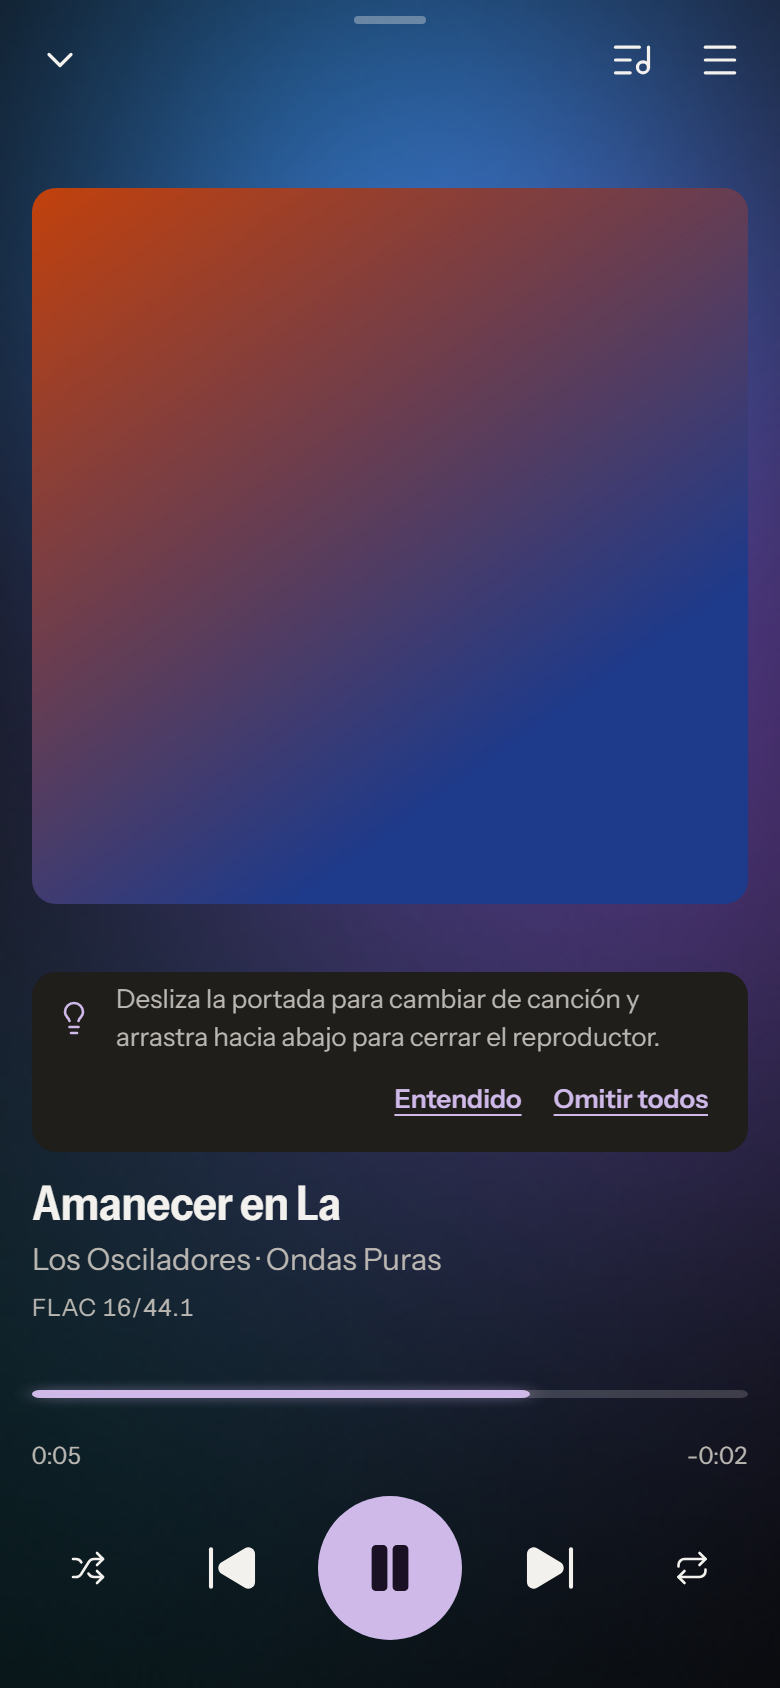 Desliza la portada para cambiar de canción y
arrastra hacia abajo para cerrar el reproductor.
Entendido Omitir todos
Amanecer en La
Los Osciladores · Ondas Puras
FLAC 16/44.1
0:05 -0:02